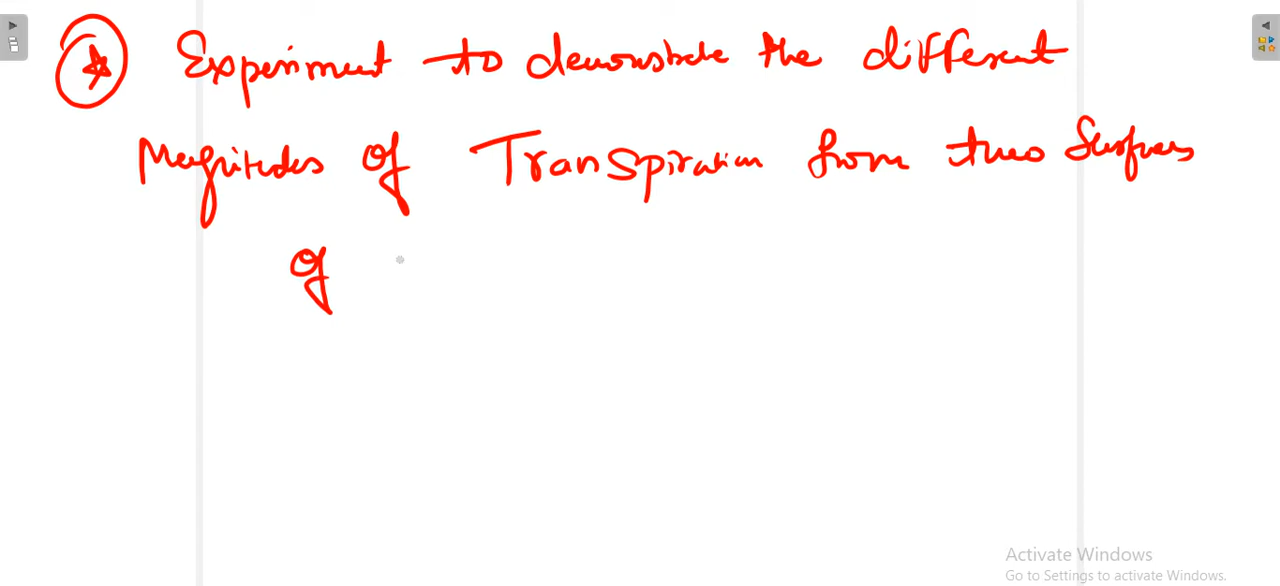 Experiment to demonstrate the different
Magnitudes of Transpiration from two Surfaces
of
Activate Windows
Go to Settings to activate Windows.